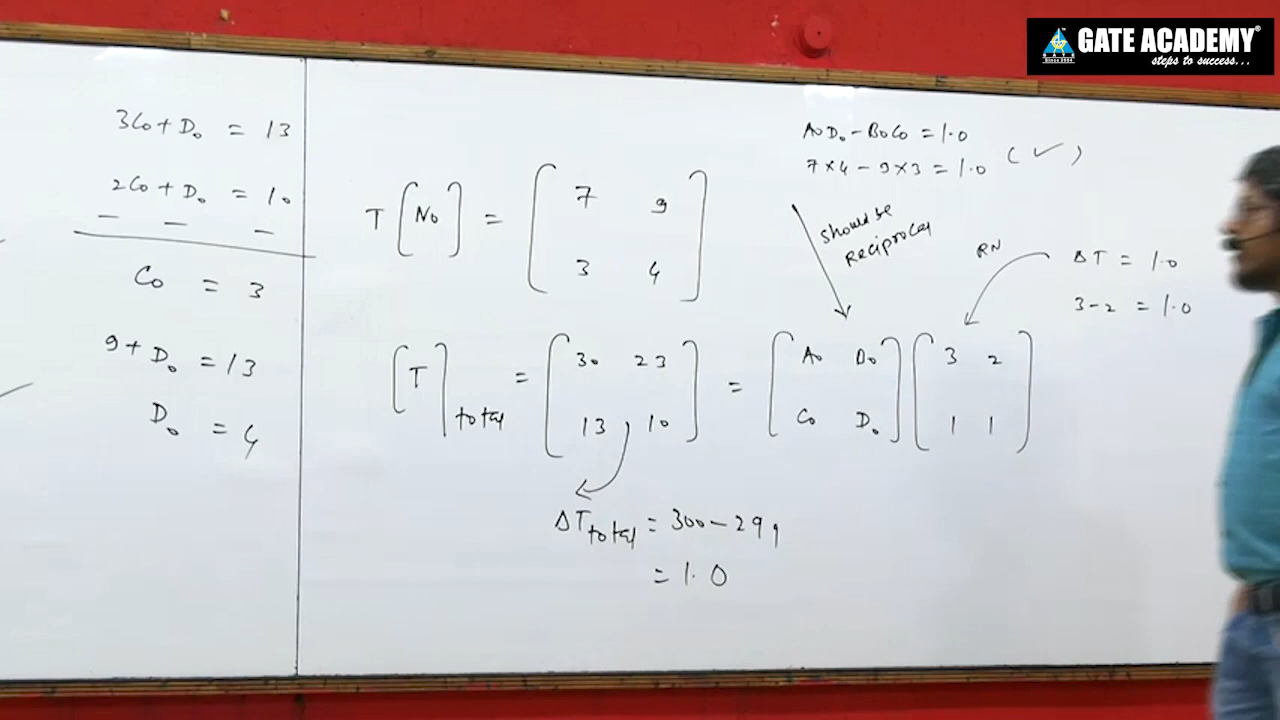 GATE ACADEMY®
Since 2004
steps to success...
3C₀ + D₀ = 13
2C₀ + D₀ = 10
− − −
C₀ = 3
9 + D₀ = 13
D₀ = 4
A₀D₀ − B₀C₀ = 1.0
7×4 − 9×3 = 1.0 (✓)
T [N₀] = [ 7 9
3 4 ]
should be
reciprocal
RN
ΔT = 1.0
3 − 2 = 1.0
[T]total = [ 30 23
13 10 ] = [ A₀ B₀
C₀ D₀ ] [ 3 2
1 1 ]
ΔTtotal = 300 − 299
= 1.0